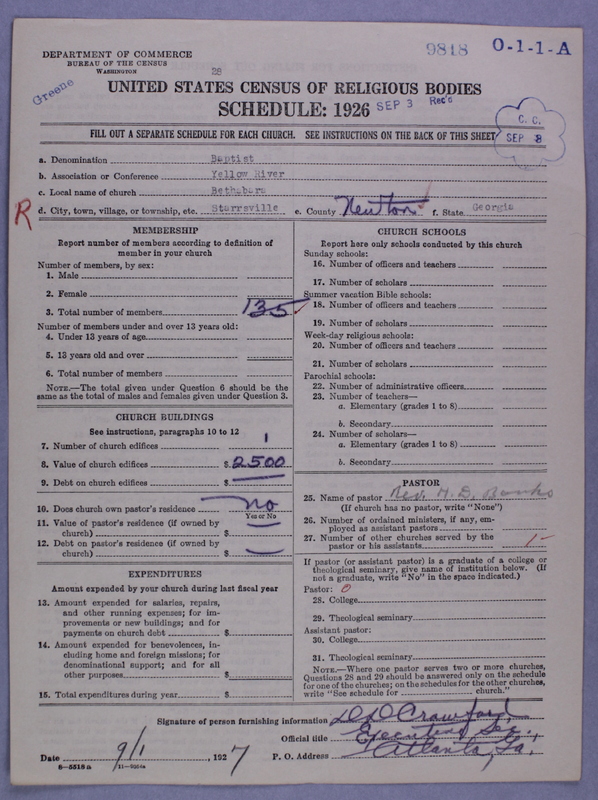 DEPARTMENT OF COMMERCE
BUREAU OF THE CENSUS
WASHINGTON
9818 O-1-1-A
28
Greene
UNITED STATES CENSUS OF RELIGIOUS BODIES
SCHEDULE: 1926
SEP 3 Rec'd
C. C.
SEP 8
FILL OUT A SEPARATE SCHEDULE FOR EACH CHURCH. SEE INSTRUCTIONS ON THE BACK OF THIS SHEET
a. Denomination Baptist
b. Association or Conference Yellow River
c. Local name of church Bethabara
R
d. City, town, village, or township, etc. Starrsville e. County Newton f. State Georgia
MEMBERSHIP
Report number of members according to definition of
member in your church
Number of members, by sex:
1. Male
2. Female
3. Total number of members 135
Number of members under and over 13 years old:
4. Under 13 years of age
5. 13 years old and over
6. Total number of members
NOTE.—The total given under Question 6 should be
same as the total of males and females given under Question 3.
CHURCH BUILDINGS
See instructions, paragraphs 10 to 12
7. Number of church edifices 1
8. Value of church edifices $ 2500
9. Debt on church edifices $
10. Does church own pastor's residence no
Yes or No
11. Value of pastor's residence (if owned by
church) $
12. Debt on pastor's residence (if owned by
church) $
EXPENDITURES
Amount expended by your church during last fiscal year
13. Amount expended for salaries, repairs,
and other running expenses; for im-
provements or new buildings; and for
payments on church debt $
14. Amount expended for benevolences, in-
cluding home and foreign missions; for
denominational support; and for all
other purposes $
15. Total expenditures during year $
CHURCH SCHOOLS
Report here only schools conducted by this church
Sunday schools:
16. Number of officers and teachers
17. Number of scholars
Summer vacation Bible schools:
18. Number of officers and teachers
19. Number of scholars
Week-day religious schools:
20. Number of officers and teachers
21. Number of scholars
Parochial schools:
22. Number of administrative officers
23. Number of teachers—
a. Elementary (grades 1 to 8)
b. Secondary
24. Number of scholars—
a. Elementary (grades 1 to 8)
b. Secondary
PASTOR
25. Name of pastor Rev. H. D. Banks
(If church has no pastor, write "None")
26. Number of ordained ministers, if any, em-
ployed as assistant pastors
27. Number of other churches served by the
pastor or his assistants 1-
If pastor (or assistant pastor) is a graduate of a college or
theological seminary, give name of institution below. (If
not a graduate, write "No" in the space indicated.)
Pastor: 0
28. College
29. Theological seminary
Assistant pastor:
30. College
31. Theological seminary
NOTE.—Where one pastor serves two or more churches,
Questions 28 and 29 should be answered only on the schedule
for one of the churches; on the schedules for the other churches,
write "See schedule for church."
Signature of person furnishing information D D Crawford,
Official title Executive Sec.,
Date 9/1, 1927 P. O. Address Atlanta, Ga.